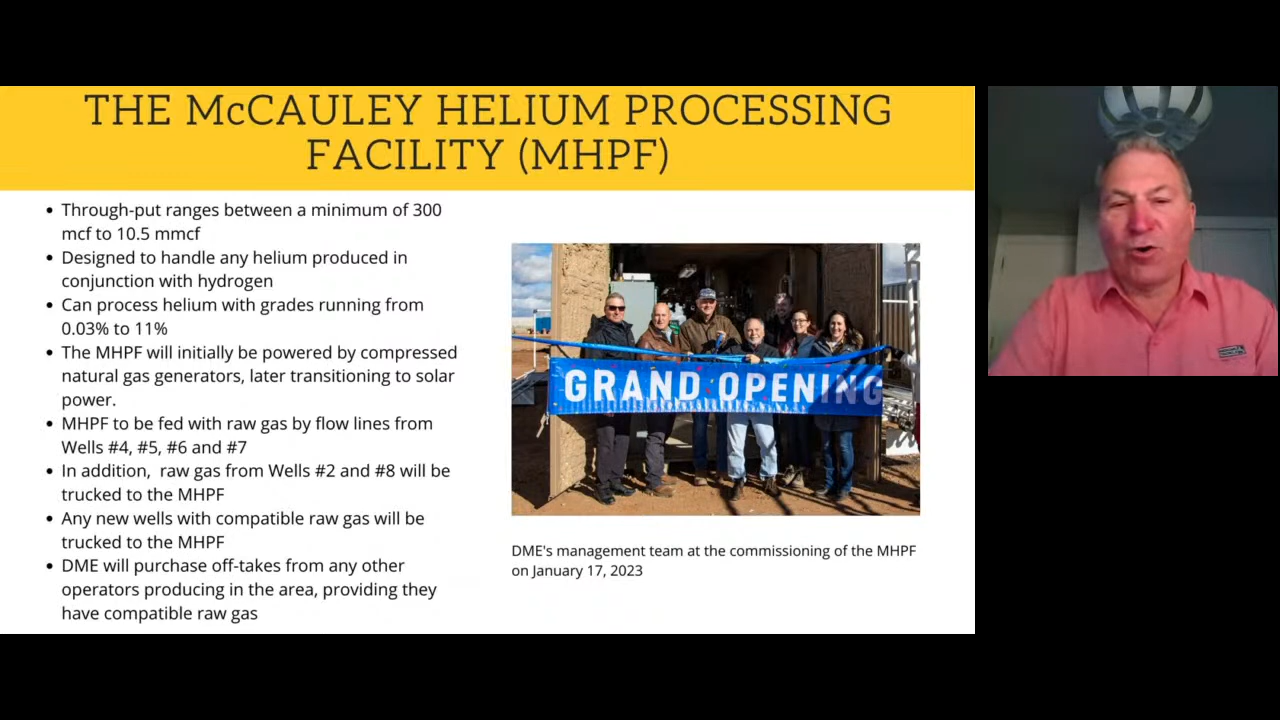 THE McCAULEY HELIUM PROCESSING
FACILITY (MHPF)
• Through-put ranges between a minimum of 300
mcf to 10.5 mmcf
• Designed to handle any helium produced in
conjunction with hydrogen
• Can process helium with grades running from
0.03% to 11%
• The MHPF will initially be powered by compressed
natural gas generators, later transitioning to solar
power.
• MHPF to be fed with raw gas by flow lines from
Wells #4, #5, #6 and #7
• In addition,  raw gas from Wells #2 and #8 will be
trucked to the MHPF
• Any new wells with compatible raw gas will be
trucked to the MHPF
• DME will purchase off-takes from any other
operators producing in the area, providing they
have compatible raw gas
GRAND OPENING
DME's management team at the commissioning of the MHPF
on January 17, 2023